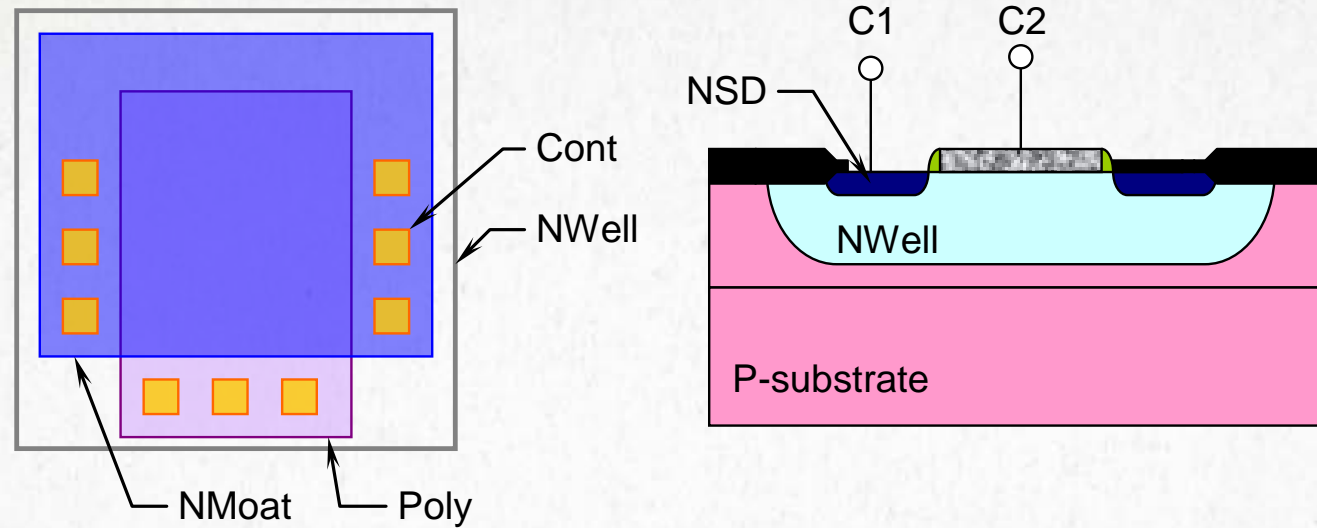 Cont
NWell
NMoat
Poly
C1
C2
NSD
NWell
P-substrate